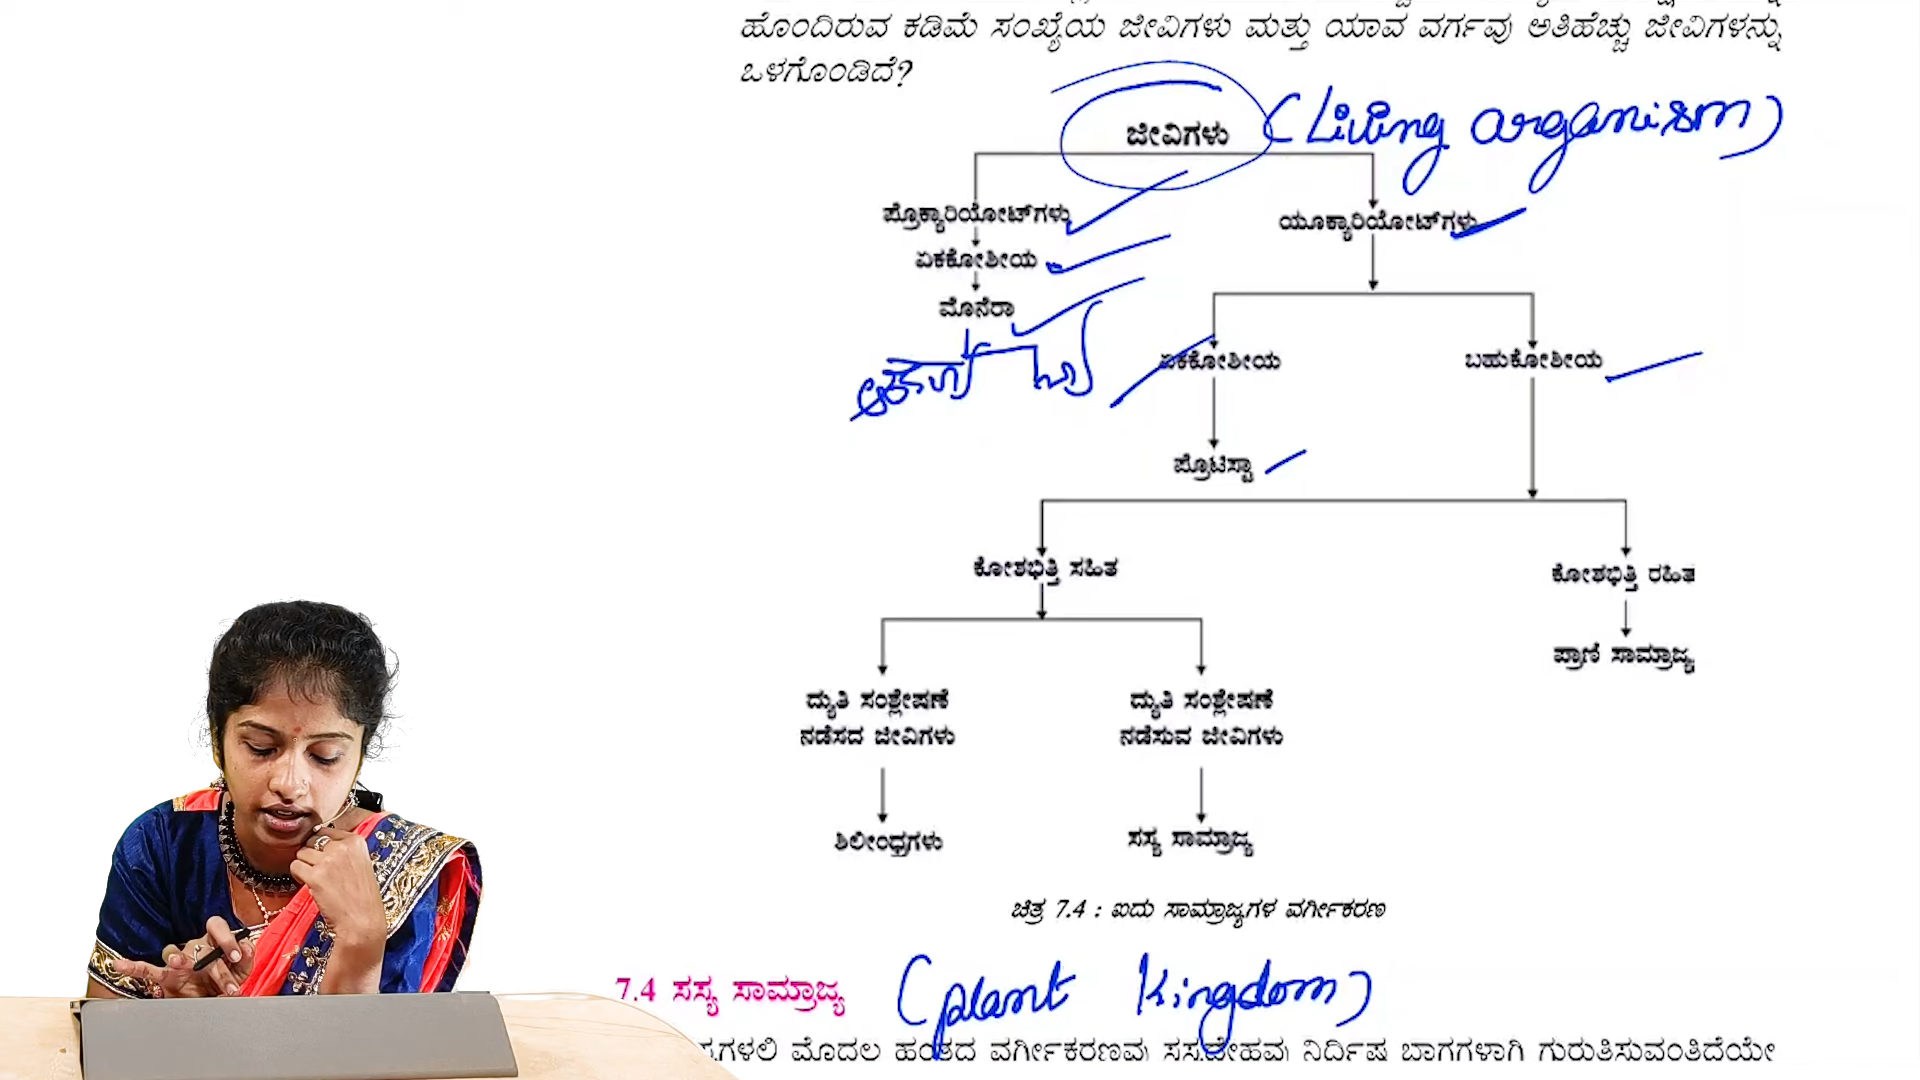 ಹೊಂದಿರುವ ಕಡಿಮೆ ಸಂಖ್ಯೆಯ ಜೀವಿಗಳು ಮತ್ತು ಯಾವ ವರ್ಗವು ಅತಿಹೆಚ್ಚು ಜೀವಿಗಳನ್ನು
ಒಳಗೊಂಡಿದೆ?
ಜೀವಿಗಳು (Living organism)
ಪ್ರೊಕ್ಯಾರಿಯೋಟ್‌ಗಳು ಯೂಕ್ಯಾರಿಯೋಟ್‌ಗಳು
ಏಕಕೋಶೀಯ
ಮೊನೆರಾ
ಏಕಕೋಶೀಯ ಬಹುಕೋಶೀಯ
ಪ್ರೊಟಿಸ್ಟಾ
ಕೋಶಭಿತ್ತಿ ಸಹಿತ ಕೋಶಭಿತ್ತಿ ರಹಿತ
ಪ್ರಾಣಿ ಸಾಮ್ರಾಜ್ಯ
ದ್ಯುತಿ ಸಂಶ್ಲೇಷಣೆ ದ್ಯುತಿ ಸಂಶ್ಲೇಷಣೆ
ನಡೆಸದ ಜೀವಿಗಳು ನಡೆಸುವ ಜೀವಿಗಳು
ಶಿಲೀಂಧ್ರಗಳು ಸಸ್ಯ ಸಾಮ್ರಾಜ್ಯ
ಚಿತ್ರ 7.4 : ಐದು ಸಾಮ್ರಾಜ್ಯಗಳ ವರ್ಗೀಕರಣ
7.4 ಸಸ್ಯ ಸಾಮ್ರಾಜ್ಯ (plant Kingdom)
ಮೊದಲ ಹಂತದ ವರ್ಗೀಕರಣವು ಸಸ್ಯದೇಹವು ನಿರ್ದಿಷ್ಟ ಭಾಗಗಳಾಗಿ ಗುರುತಿಸುವಂತಿದೆಯೇ